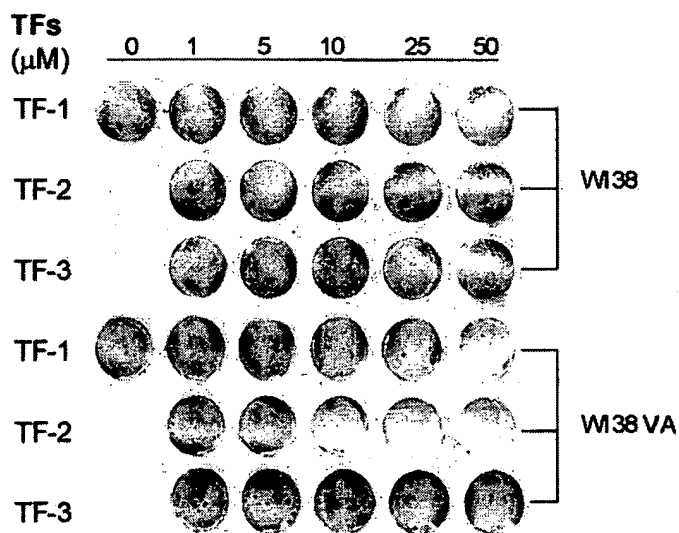 TFs
(μM) 0 1 5 10 25 50
TF-1
TF-2 WI38
TF-3
TF-1
TF-2 WI38 VA
TF-3